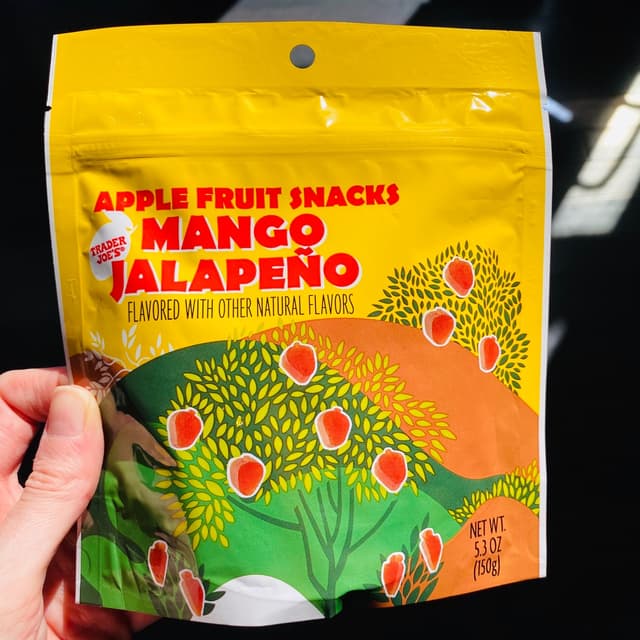 APPLE FRUIT SNACKS
TRADER
JOE'S®
MANGO
JALAPEÑO
FLAVORED WITH OTHER NATURAL FLAVORS
NET WT.
5.3 OZ
(150g)